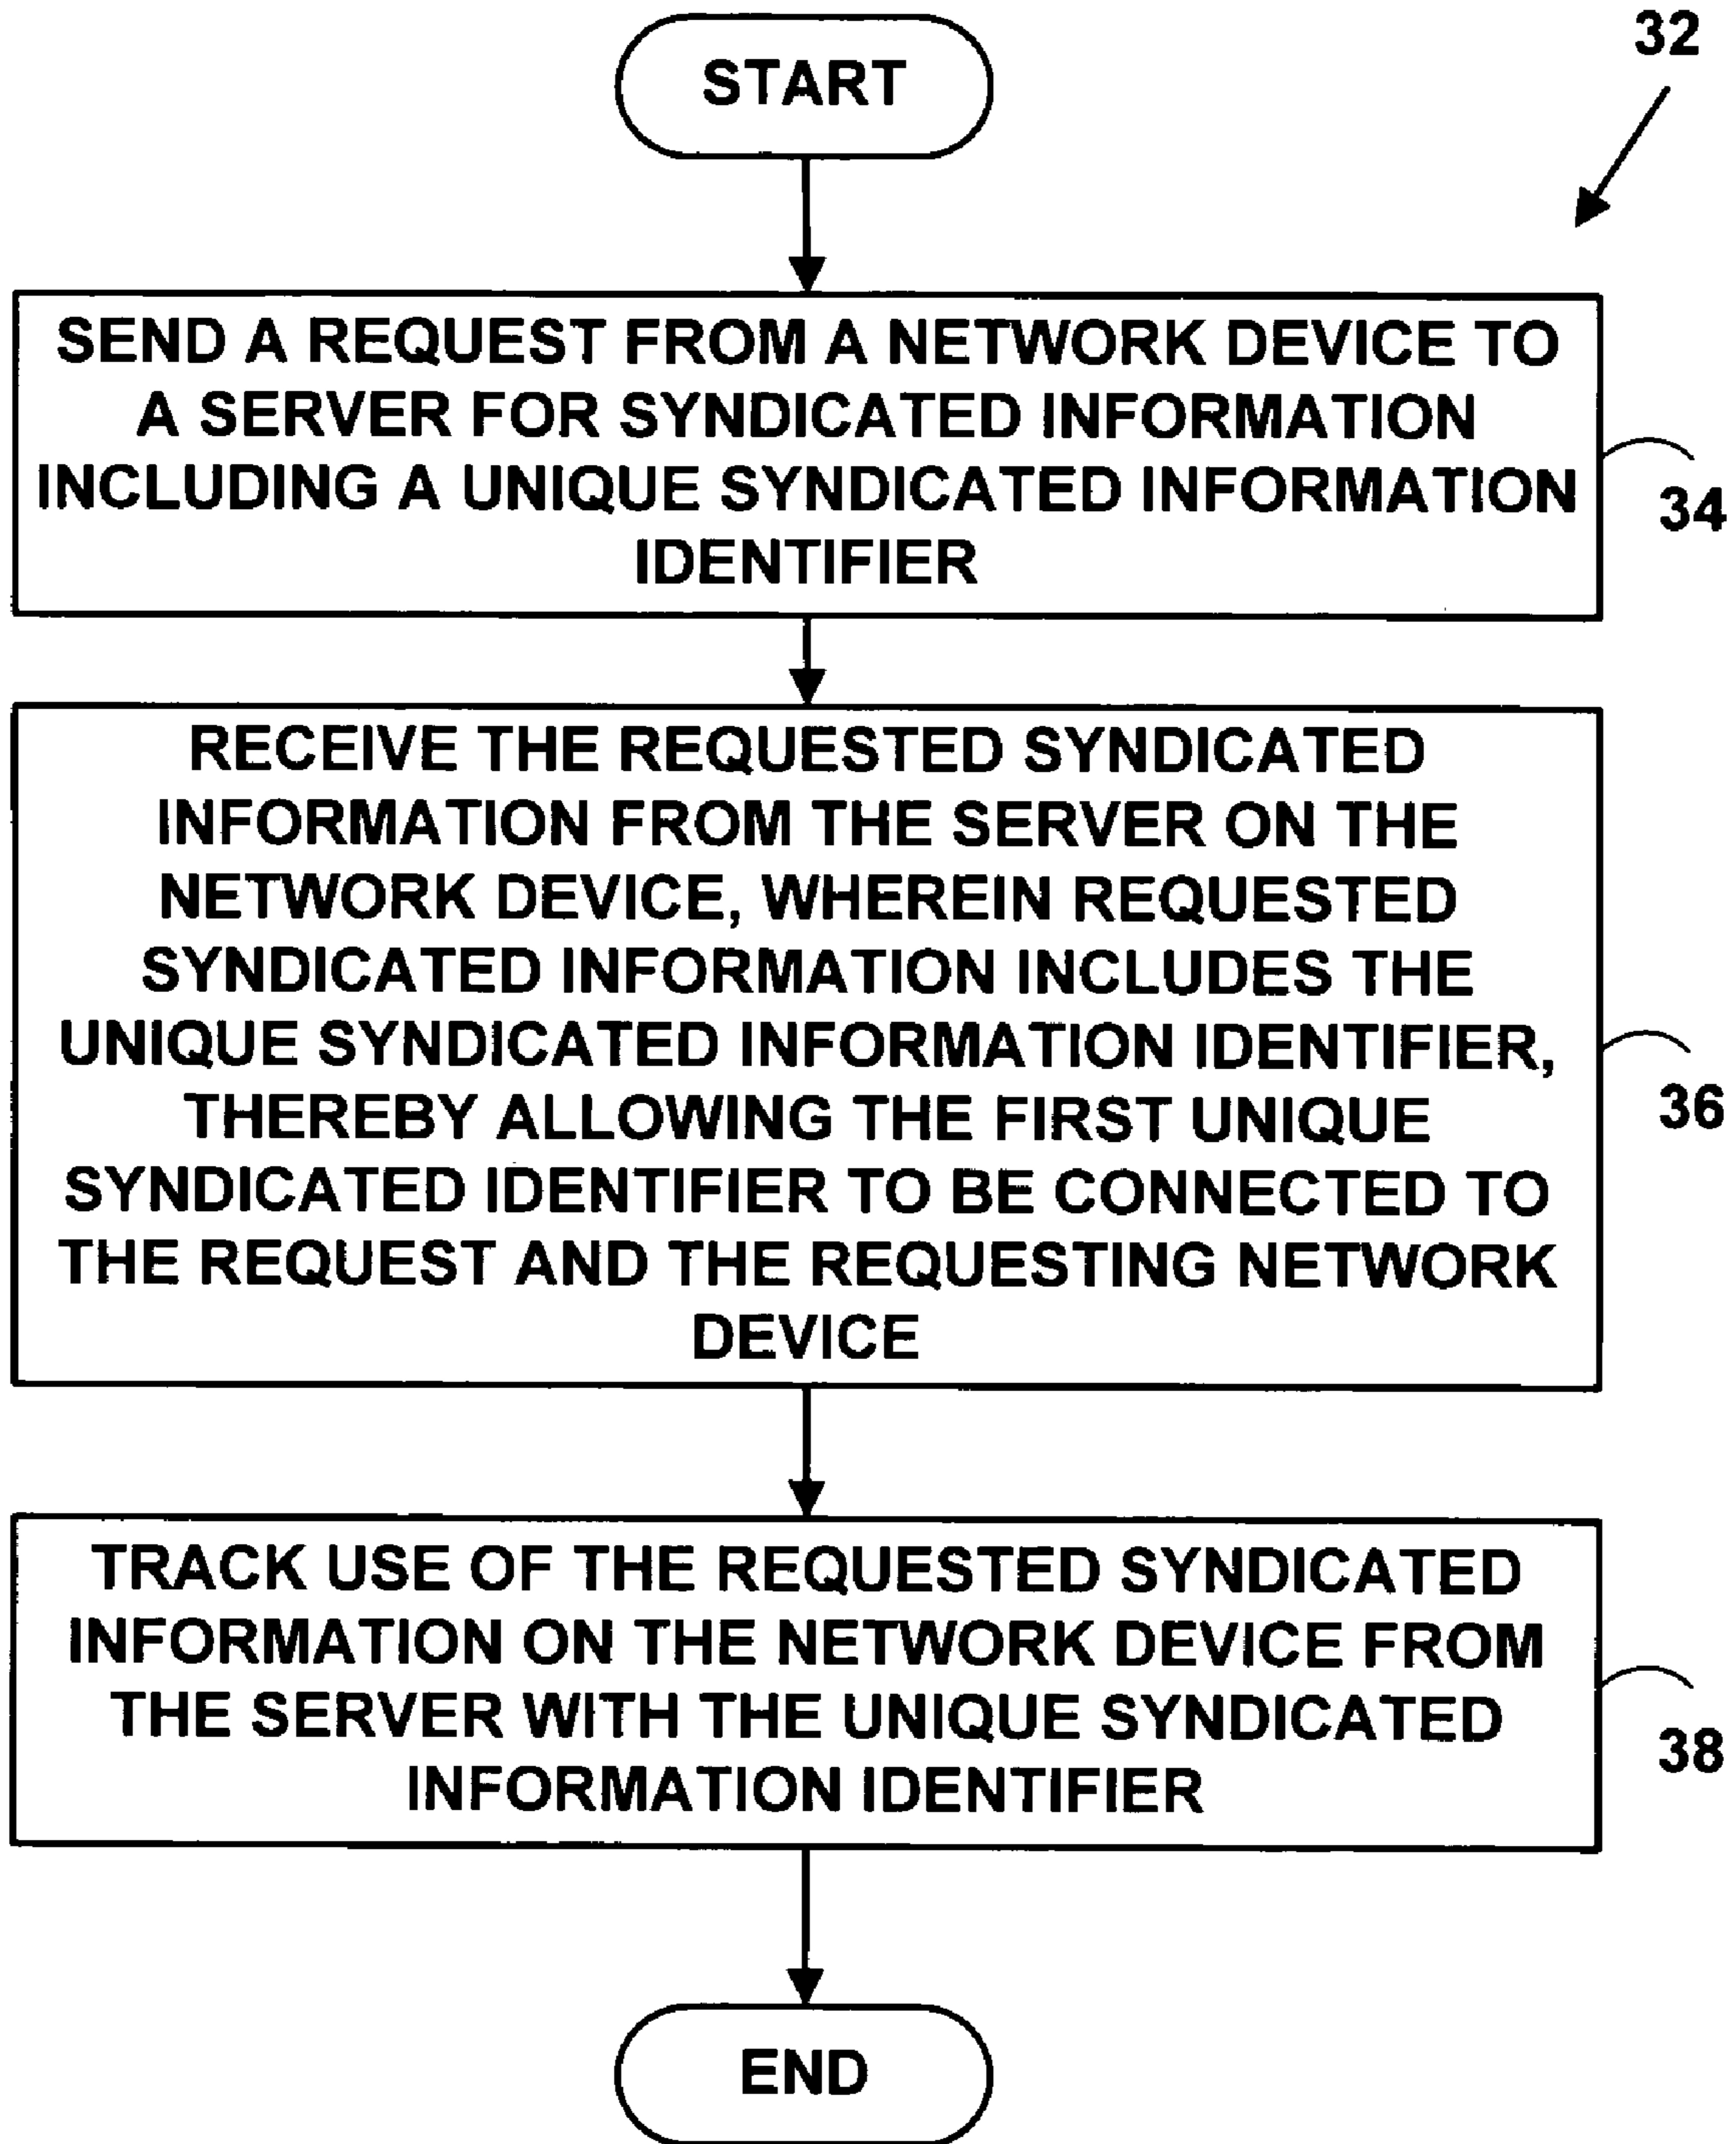 START
32
SEND A REQUEST FROM A NETWORK DEVICE TO
A SERVER FOR SYNDICATED INFORMATION
INCLUDING A UNIQUE SYNDICATED INFORMATION
IDENTIFIER
34
RECEIVE THE REQUESTED SYNDICATED
INFORMATION FROM THE SERVER ON THE
NETWORK DEVICE, WHEREIN REQUESTED
SYNDICATED INFORMATION INCLUDES THE
UNIQUE SYNDICATED INFORMATION IDENTIFIER,
THEREBY ALLOWING THE FIRST UNIQUE
SYNDICATED IDENTIFIER TO BE CONNECTED TO
THE REQUEST AND THE REQUESTING NETWORK
DEVICE
36
TRACK USE OF THE REQUESTED SYNDICATED
INFORMATION ON THE NETWORK DEVICE FROM
THE SERVER WITH THE UNIQUE SYNDICATED
INFORMATION IDENTIFIER
38
END